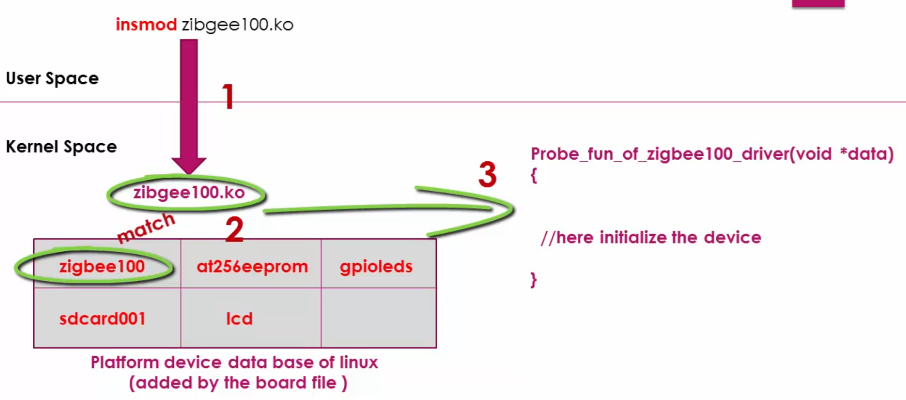 insmod zibgee100.ko
User Space
1
Kernel Space
Probe_fun_of_zigbee100_driver(void *data)
{
3
zibgee100.ko
match
2
//here initialize the device
zigbee100 at256eeprom gpioleds
}
sdcard001 lcd
Platform device data base of linux
(added by the board file )